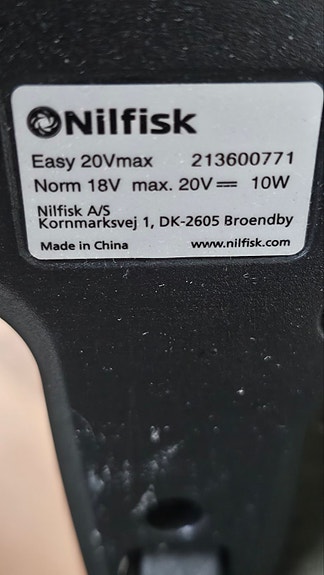 Nilfisk
Easy 20Vmax 213600771
Norm 18V max. 20V⎓ 10W
Nilfisk A/S
Kornmarksvej 1, DK-2605 Broendby
Made in China www.nilfisk.com